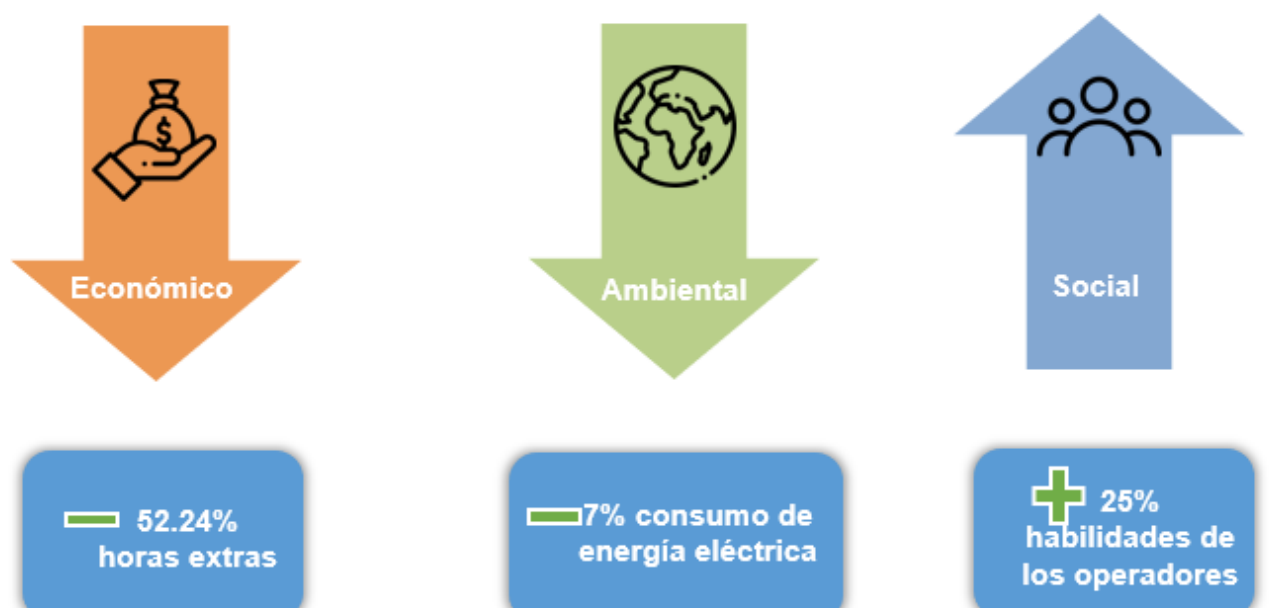 $
Económico
Ambiental
Social
52.24%
horas extras
7% consumo de
energía eléctrica
25%
habilidades de
los operadores